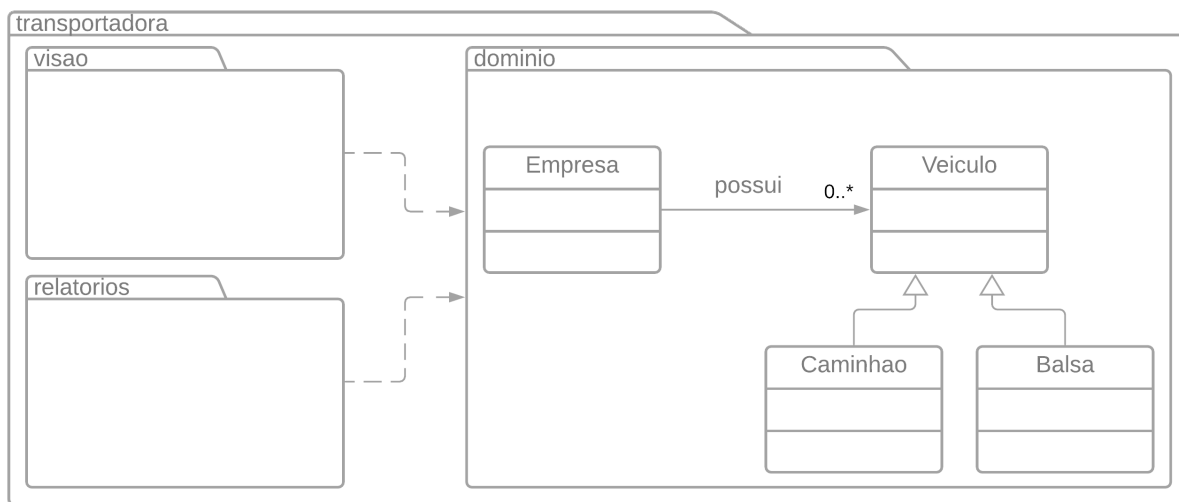 transportadora
visao
dominio
Empresa
possui
0..*
Veiculo
relatorios
Caminhao
Balsa